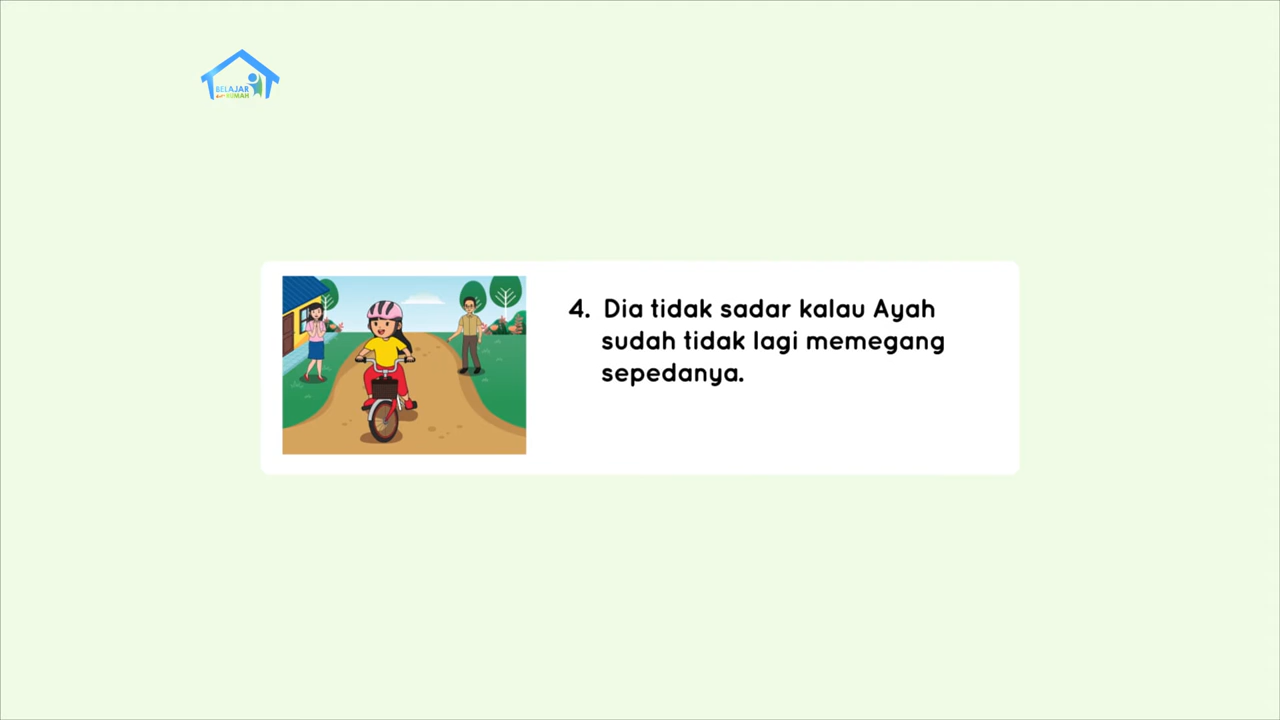 BELAJAR
RUMAH
4. Dia tidak sadar kalau Ayah
sudah tidak lagi memegang
sepedanya.